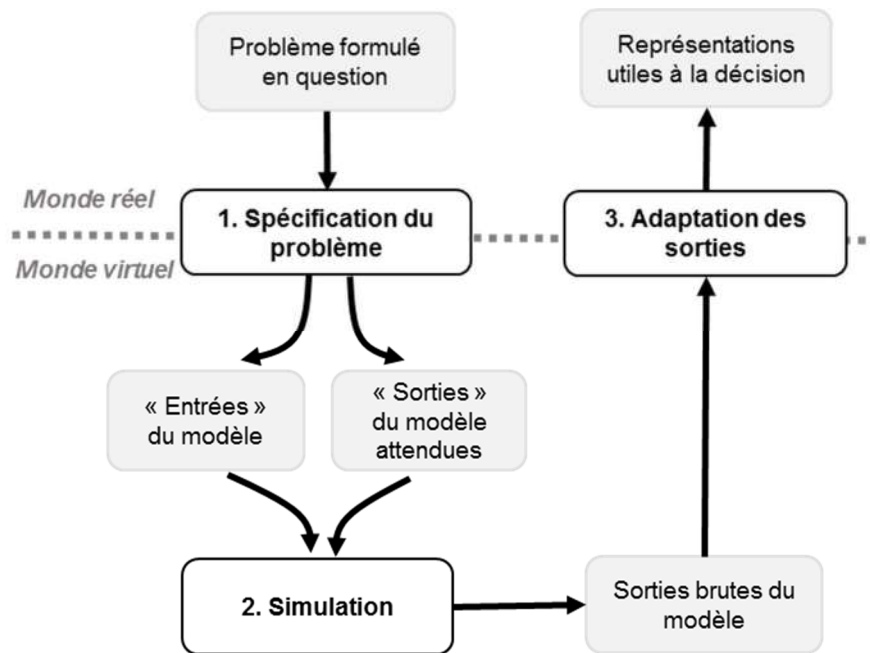 Problème formulé
en question
Représentations
utiles à la décision
Monde réel
1. Spécification du
problème
3. Adaptation des
sorties
Monde virtuel
« Entrées »
du modèle
« Sorties »
du modèle
attendues
2. Simulation
Sorties brutes du
modèle